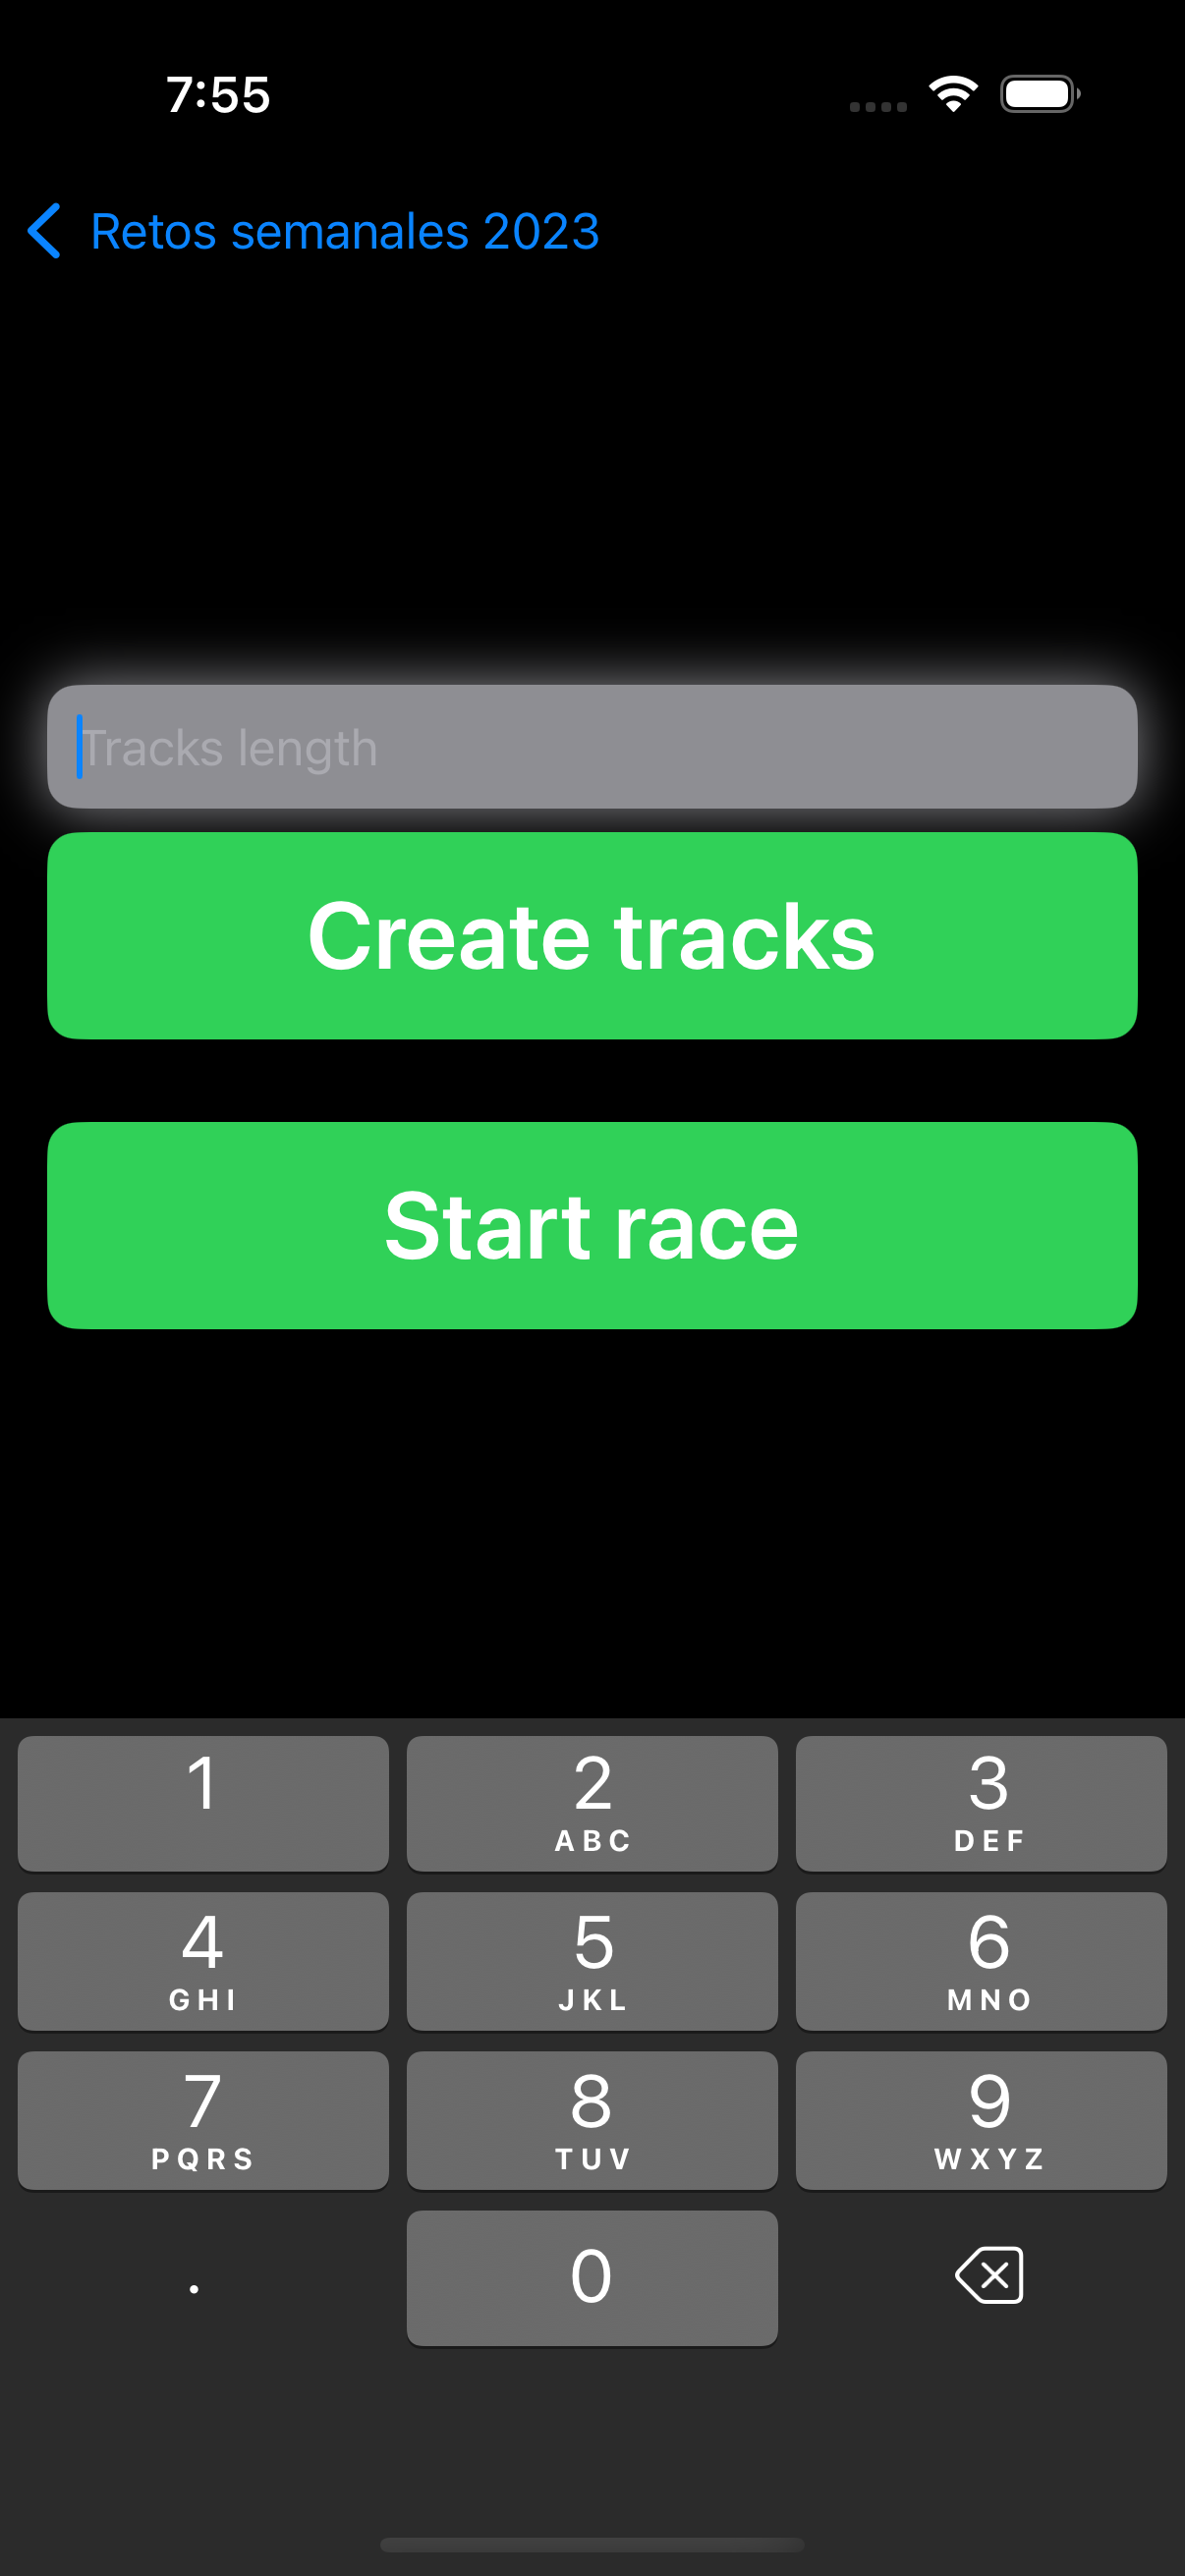 7:55
Retos semanales 2023
Tracks length
Create tracks
Start race
1
2
ABC
3
DEF
4
GHI
5
JKL
6
MNO
7
PQRS
8
TUV
9
WXYZ
.
0